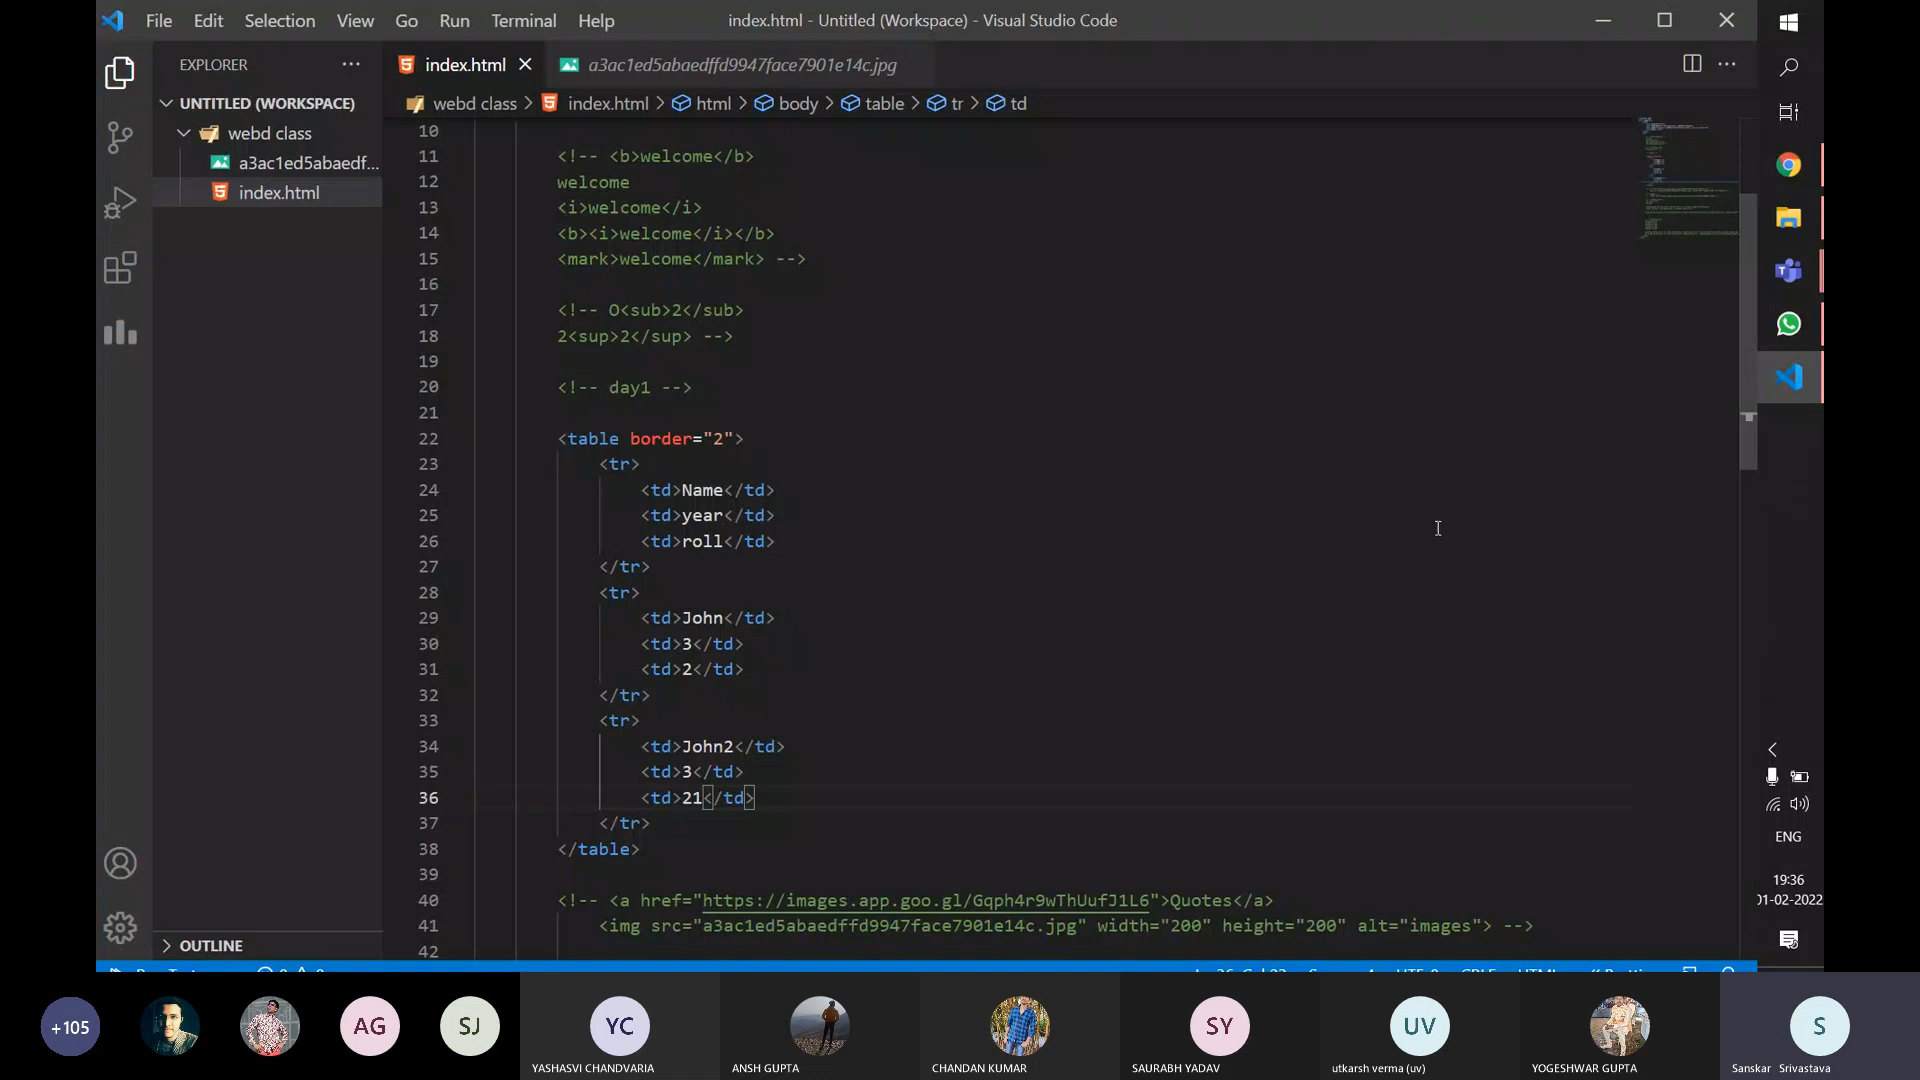 File Edit Selection View Go Run Terminal Help
index.html - Untitled (Workspace) - Visual Studio Code
EXPLORER
index.html
a3ac1ed5abaedffd9947face7901e14c.jpg
UNTITLED (WORKSPACE)
webd class > index.html > html > body > table > tr > td
webd class
a3ac1ed5abaedf...
index.html
10
11 <!-- <b>welcome</b>
12 welcome
13 <i>welcome</i>
14 <b><i>welcome</i></b>
15 <mark>welcome</mark> -->
16
17 <!-- O<sub>2</sub>
18 2<sup>2</sup> -->
19
20 <!-- day1 -->
21
22 <table border="2">
23 <tr>
24 <td>Name</td>
25 <td>year</td>
26 <td>roll</td>
27 </tr>
28 <tr>
29 <td>John</td>
30 <td>3</td>
31 <td>2</td>
32 </tr>
33 <tr>
34 <td>John2</td>
35 <td>3</td>
36 <td>21</td>
37 </tr>
38 </table>
39
40 <!-- <a href="https://images.app.goo.gl/Gqph4r9wThUufJ1L6">Quotes</a>
41 <img src="a3ac1ed5abaedffd9947face7901e14c.jpg" width="200" height="200" alt="images"> -->
42
OUTLINE
ENG
19:36
01-02-2022
+105
AG
SJ
YC
SY
UV
S
YASHASVI CHANDVARIA
ANSH GUPTA
CHANDAN KUMAR
SAURABH YADAV
utkarsh verma (uv)
YOGESHWAR GUPTA
Sanskar Srivastava